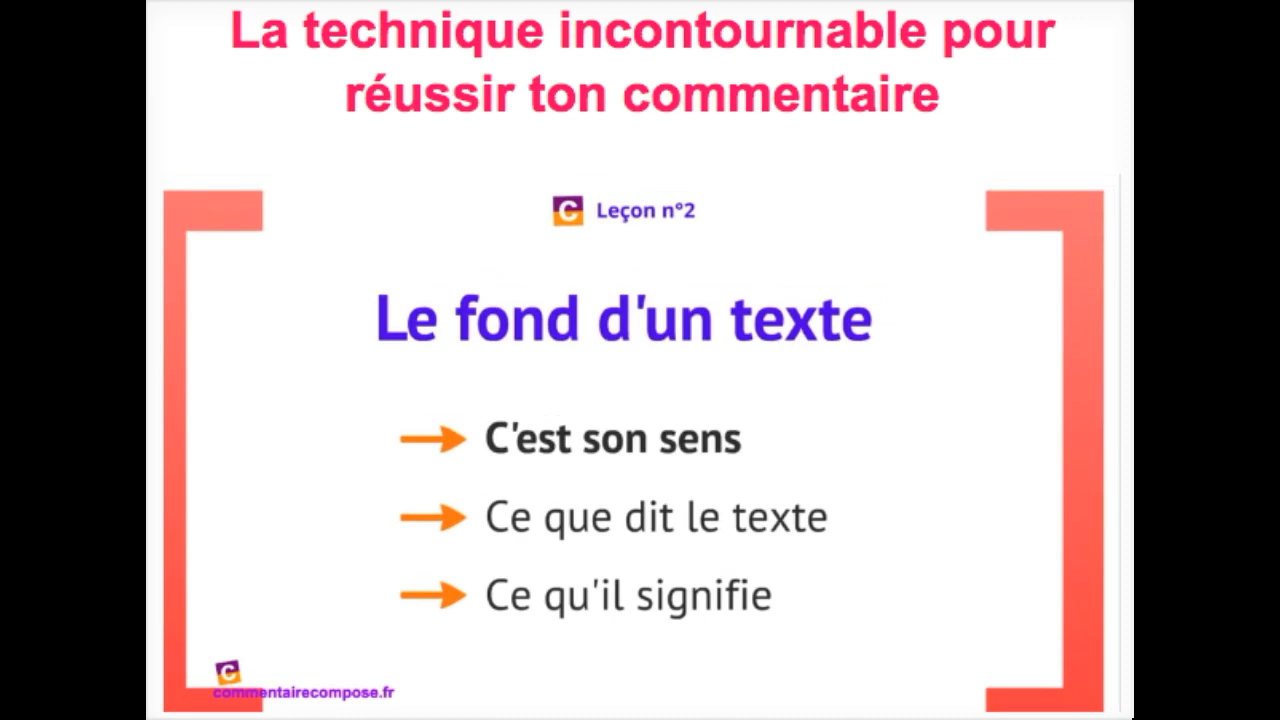 La technique incontournable pour
réussir ton commentaire
C Leçon n°2
Le fond d'un texte
C'est son sens
Ce que dit le texte
Ce qu'il signifie
C
commentairecompose.fr